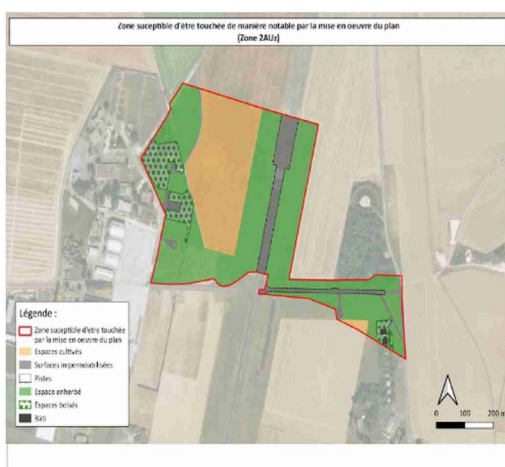 Zone suceptible d'être touchée de manière notable par la mise en oeuvre du plan
(Zone 2AUz)
Légende :
Zone suceptible d'etre touchée
par la mise en oeuvre du plan
Espaces cultivés
Surfaces imperméabilisées
Pistes
Espace enherbé
Espaces boisés
Bâti
N
0 100 200 m